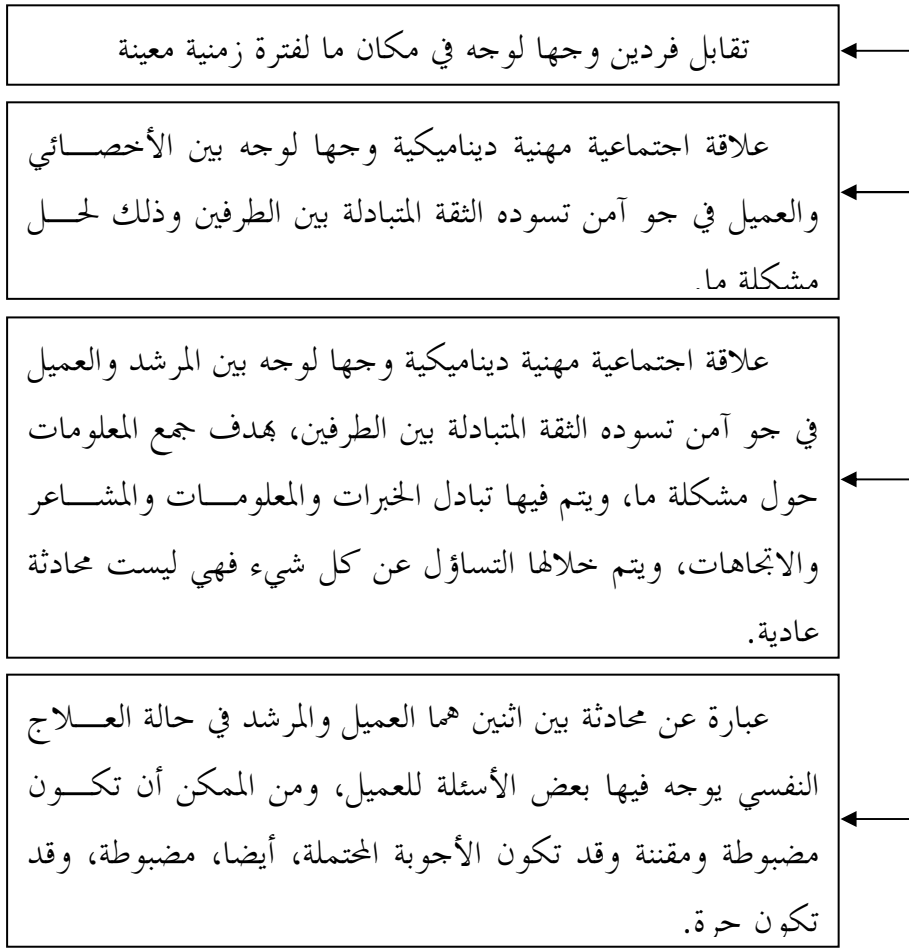 تقابل فردين وجها لوجه في مكان ما لفترة زمنية معينة
علاقة اجتماعية مهنية ديناميكية وجها لوجه بين الأخصائي
والعميل في جو آمن تسوده الثقة المتبادلة بين الطرفين وذلك لحل
مشكلة ما.
علاقة اجتماعية مهنية ديناميكية وجها لوجه بين المرشد والعميل
في جو آمن تسوده الثقة المتبادلة بين الطرفين، بهدف جمع المعلومات
حول مشكلة ما، ويتم فيها تبادل الخبرات والمعلومات والمشاعر
والاتجاهات، ويتم خلالها التساؤل عن كل شيء فهي ليست محادثة
عادية.
عبارة عن محادثة بين اثنين هما العميل والمرشد في حالة العلاج
النفسي يوجه فيها بعض الأسئلة للعميل، ومن الممكن أن تكون
مضبوطة ومقننة وقد تكون الأجوبة المحتملة، أيضا، مضبوطة، وقد
تكون حرة.